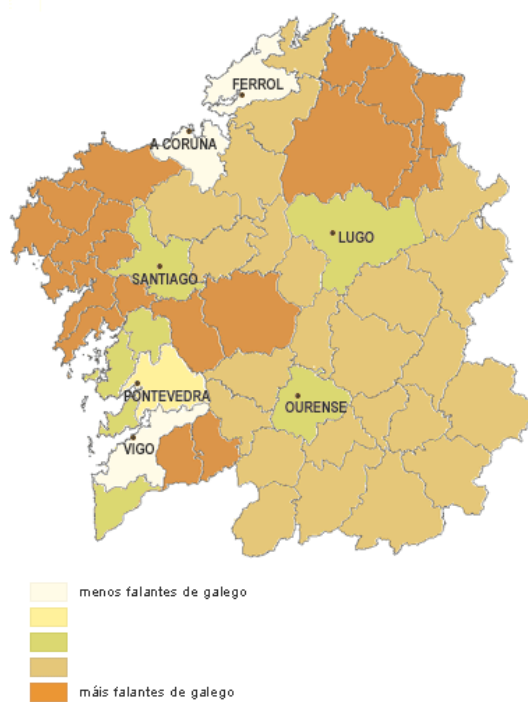 FERROL
A CORUÑA
LUGO
SANTIAGO
PONTEVEDRA
OURENSE
VIGO
menos falantes de galego
máis falantes de galego